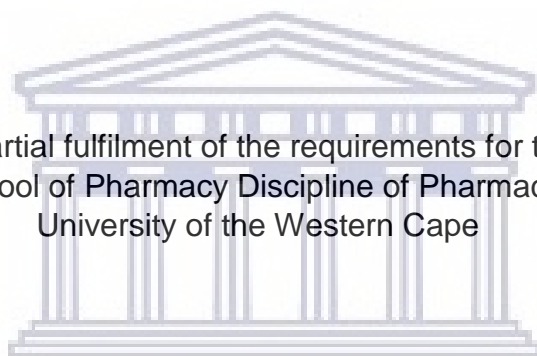 artial fulfilment of the requirements for t
ool of Pharmacy Discipline of Pharmac
University of the Western Cape